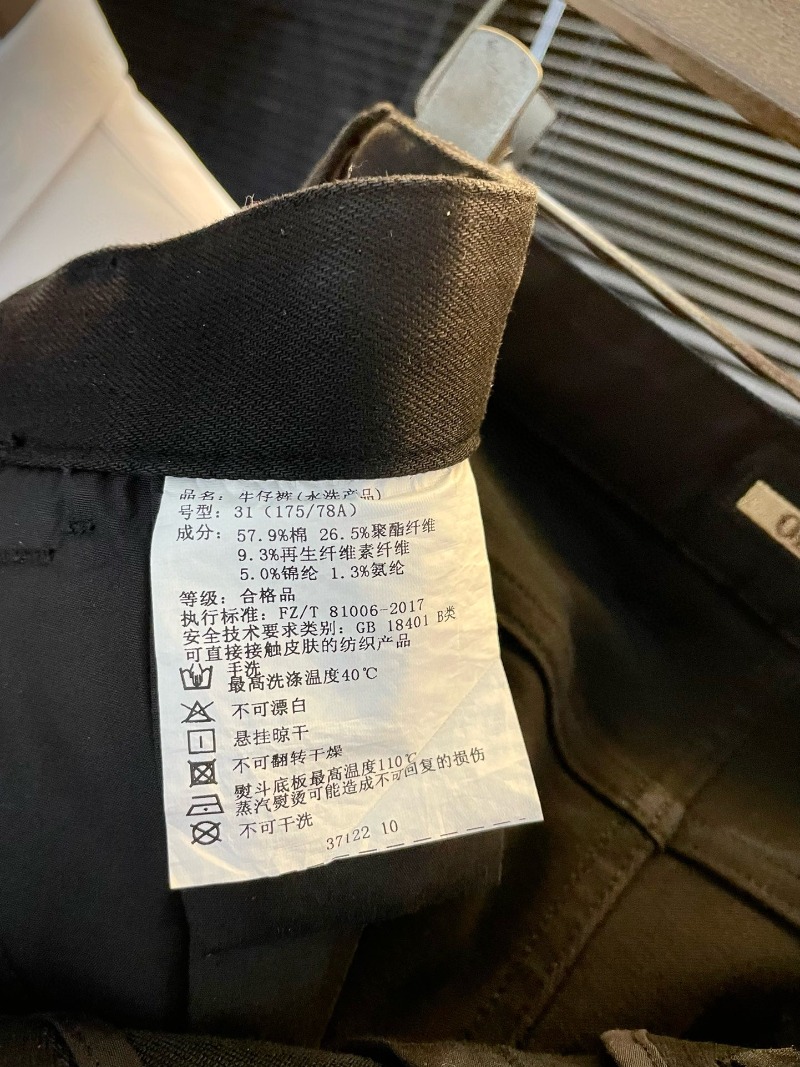 品名：牛仔裤(水洗产品)
号型：31（175/78A）
成分：57.9%棉 26.5%聚酯纤维
9.3%再生纤维素纤维
5.0%锦纶 1.3%氨纶
等级：合格品
执行标准：FZ/T 81006-2017
安全技术要求类别：GB 18401 B类
可直接接触皮肤的纺织产品
手洗
最高洗涤温度40℃
不可漂白
悬挂晾干
不可翻转干燥
熨斗底板最高温度110℃
蒸汽熨烫可能造成不可回复的损伤
不可干洗
37122 10